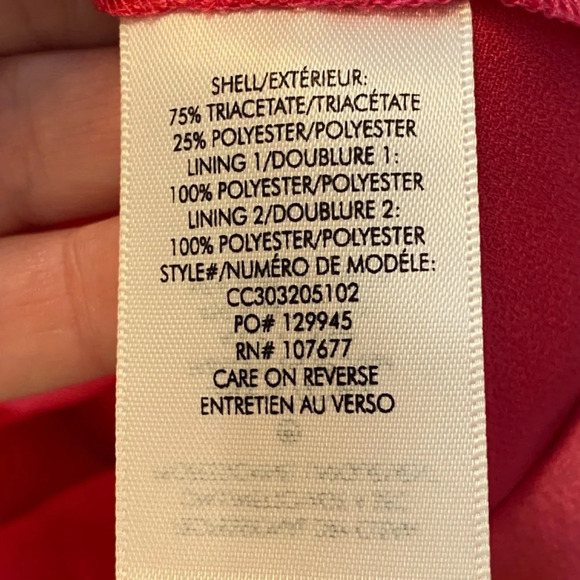 SHELL/EXTÉRIEUR:
75% TRIACETATE/TRIACÉTATE
25% POLYESTER/POLYESTER
LINING 1/DOUBLURE 1:
100% POLYESTER/POLYESTER
LINING 2/DOUBLURE 2:
100% POLYESTER/POLYESTER
STYLE#/NUMÉRO DE MODÉLE:
CC303205102
PO# 129945
RN# 107677
CARE ON REVERSE
ENTRETIEN AU VERSO